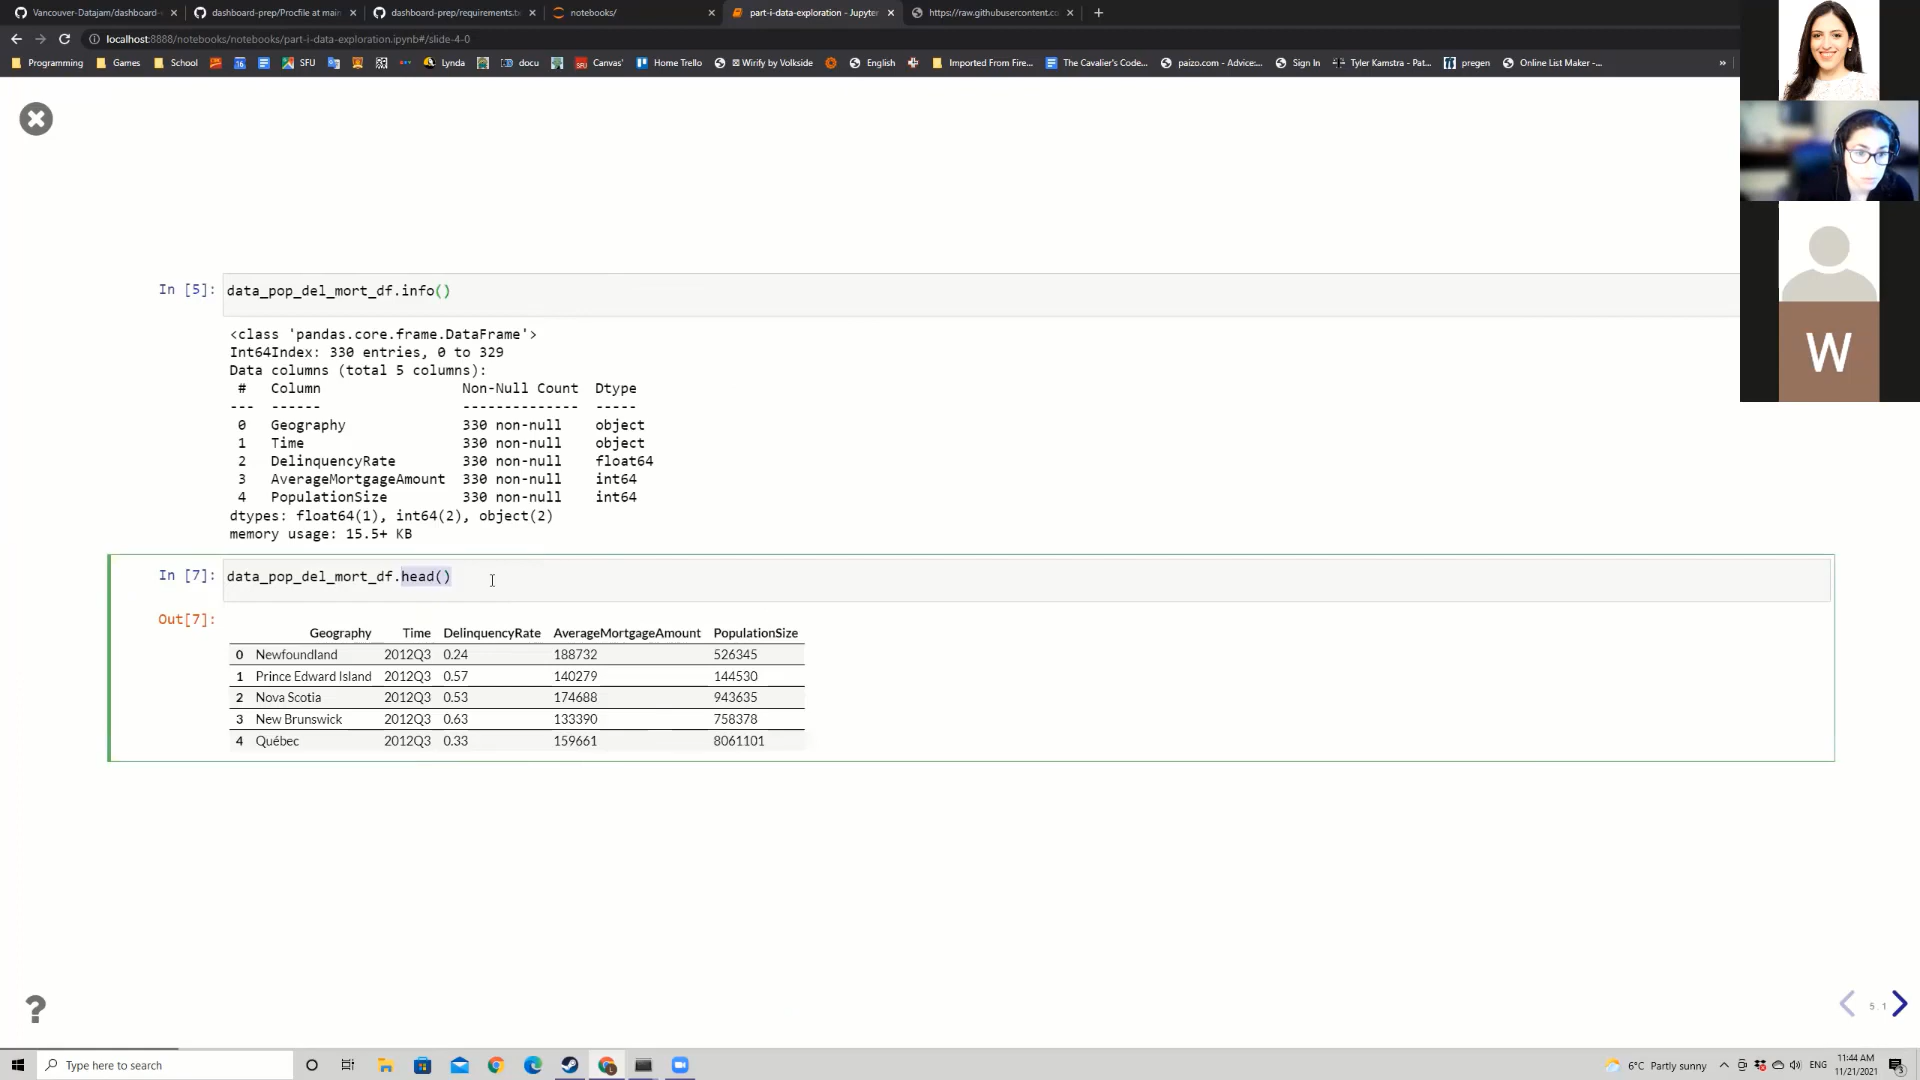 Vancouver-Datajam/dashboard-
dashboard-prep/Procfile at main
dashboard-prep/requirements.t
notebooks/
part-i-data-exploration - Jupyter
https://raw.githubusercontent.co
localhost:8888/notebooks/notebooks/part-i-data-exploration.ipynb#/slide-4-0
Programming Games School SFU Lynda docu Canvas' Home Trello Wirify by Volkside English Imported From Fire... The Cavalier's Code... paizo.com - Advice:... Sign In Tyler Kamstra - Pat... pregen Online List Maker -... »
In [5]: data_pop_del_mort_df.info()
<class 'pandas.core.frame.DataFrame'>
Int64Index: 330 entries, 0 to 329
Data columns (total 5 columns):
# Column Non-Null Count Dtype
--- ------ -------------- -----
0 Geography 330 non-null object
1 Time 330 non-null object
2 DelinquencyRate 330 non-null float64
3 AverageMortgageAmount 330 non-null int64
4 PopulationSize 330 non-null int64
dtypes: float64(1), int64(2), object(2)
memory usage: 15.5+ KB
In [7]: data_pop_del_mort_df.head()
Out[7]:
Geography Time DelinquencyRate AverageMortgageAmount PopulationSize
0 Newfoundland 2012Q3 0.24 188732 526345
1 Prince Edward Island 2012Q3 0.57 140279 144530
2 Nova Scotia 2012Q3 0.53 174688 943635
3 New Brunswick 2012Q3 0.63 133390 758378
4 Québec 2012Q3 0.33 159661 8061101
W
?
5.1
Type here to search
6°C Partly sunny
ENG
11:44 AM
11/21/2021